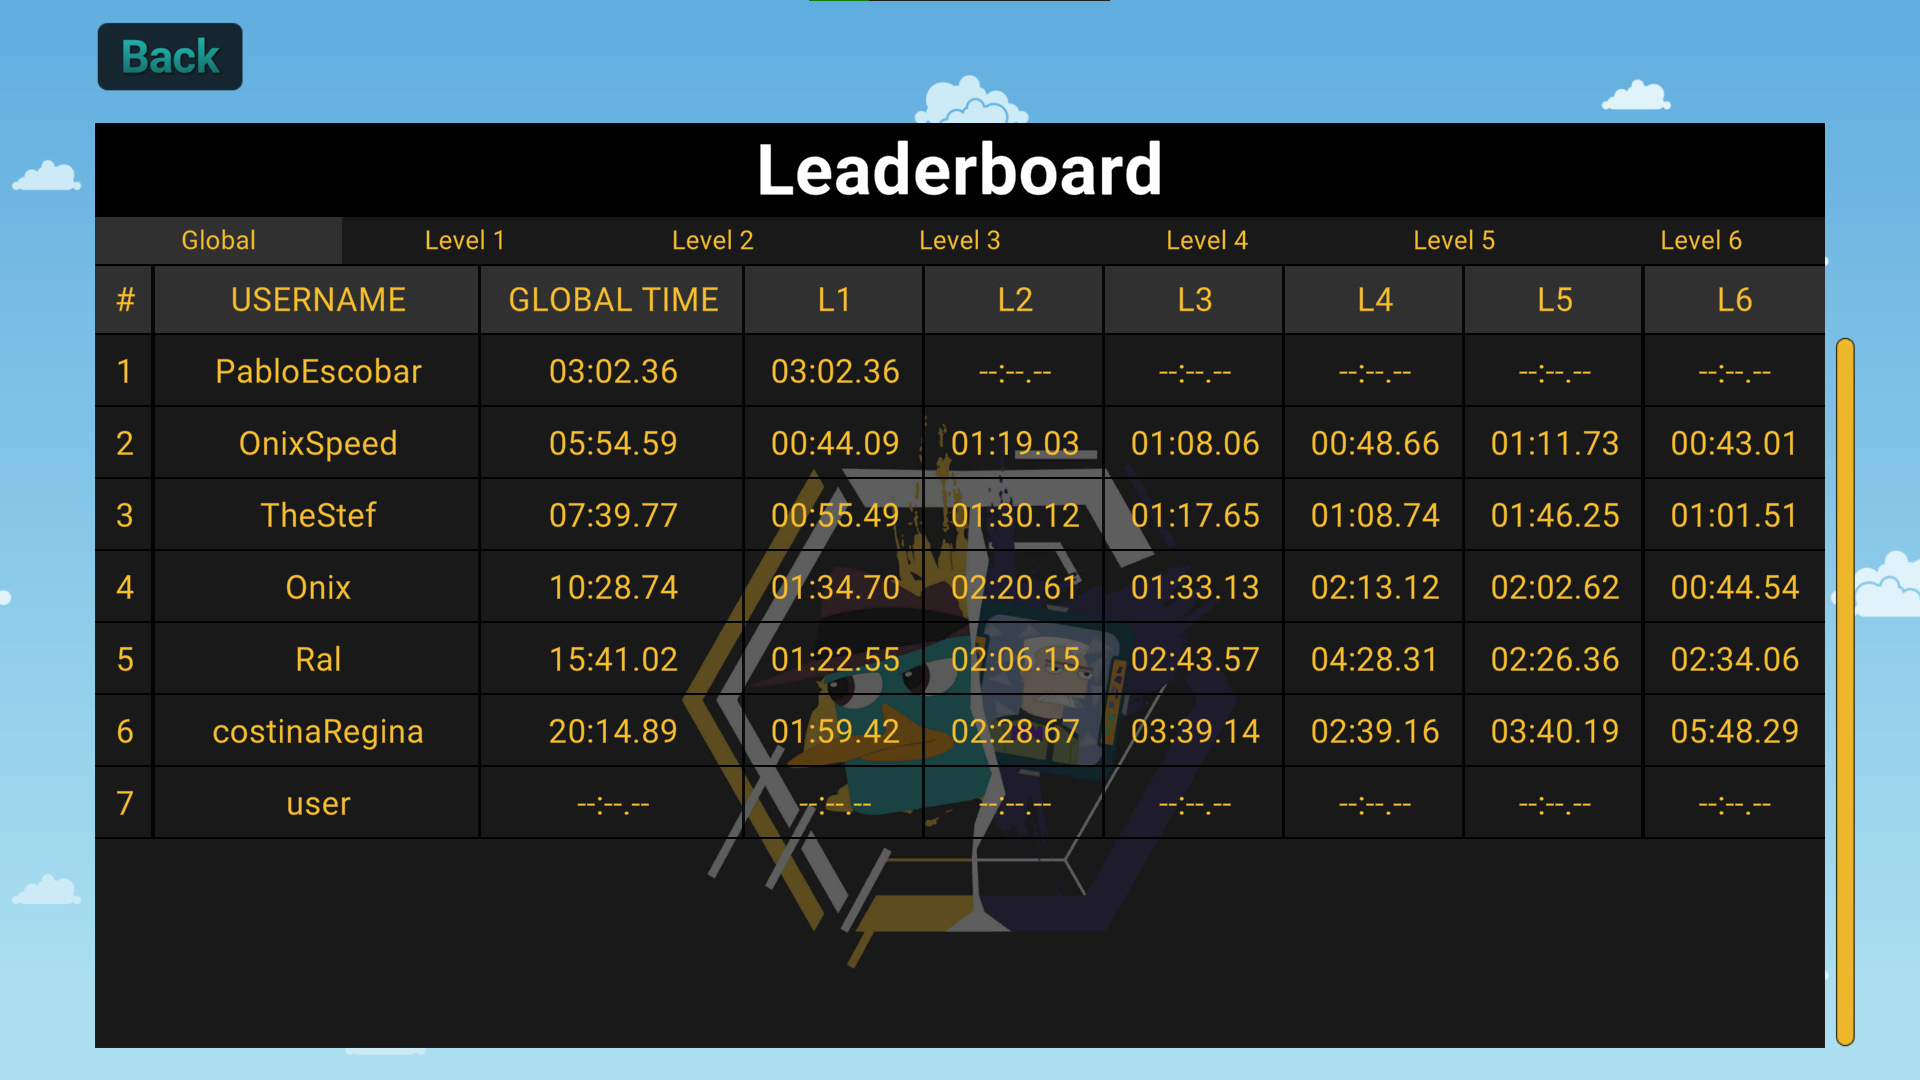 Back
Leaderboard
Global Level 1 Level 2 Level 3 Level 4 Level 5 Level 6
# USERNAME GLOBAL TIME L1 L2 L3 L4 L5 L6
1 PabloEscobar 03:02.36 03:02.36 --:--.-- --:--.-- --:--.-- --:--.-- --:--.--
2 OnixSpeed 05:54.59 00:44.09 01:19.03 01:08.06 00:48.66 01:11.73 00:43.01
3 TheStef 07:39.77 00:55.49 01:30.12 01:17.65 01:08.74 01:46.25 01:01.51
4 Onix 10:28.74 01:34.70 02:20.61 01:33.13 02:13.12 02:02.62 00:44.54
5 Ral 15:41.02 01:22.55 02:06.15 02:43.57 04:28.31 02:26.36 02:34.06
6 costinaRegina 20:14.89 01:59.42 02:28.67 03:39.14 02:39.16 03:40.19 05:48.29
7 user --:--.-- --:--.-- --:--.-- --:--.-- --:--.-- --:--.-- --:--.--